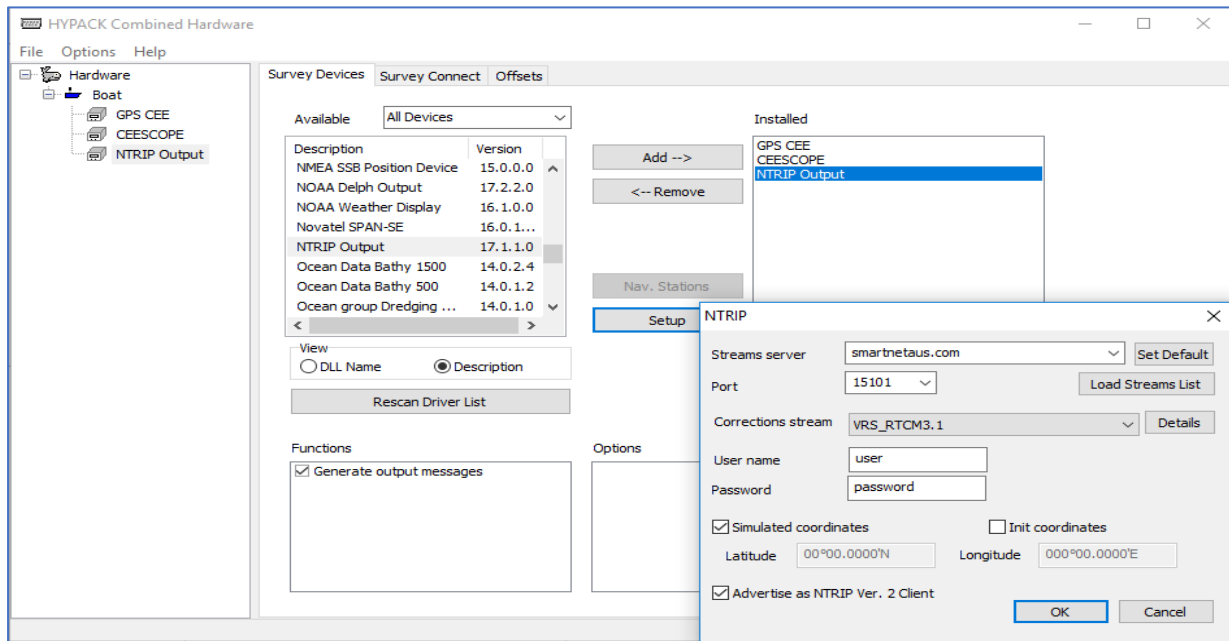 HYPACK Combined Hardware
File Options Help
Hardware
Boat
GPS CEE
CEESCOPE
NTRIP Output
Survey Devices Survey Connect Offsets
Available All Devices
Description Version
NMEA SSB Position Device 15.0.0.0
NOAA Delph Output 17.2.2.0
NOAA Weather Display 16.1.0.0
Novatel SPAN-SE 16.0.1...
NTRIP Output 17.1.1.0
Ocean Data Bathy 1500 14.0.2.4
Ocean Data Bathy 500 14.0.1.2
Ocean group Dredging ... 14.0.1.0
View
DLL Name Description
Rescan Driver List
Functions
Generate output messages
Add -->
<-- Remove
Nav. Stations
Setup
Options
Installed
GPS CEE
CEESCOPE
NTRIP Output
NTRIP
Streams server smartnetaus.com Set Default
Port 15101 Load Streams List
Corrections stream VRS_RTCM3.1 Details
User name user
Password password
Simulated coordinates Init coordinates
Latitude 00°00.0000'N Longitude 000°00.0000'E
Advertise as NTRIP Ver. 2 Client
OK Cancel